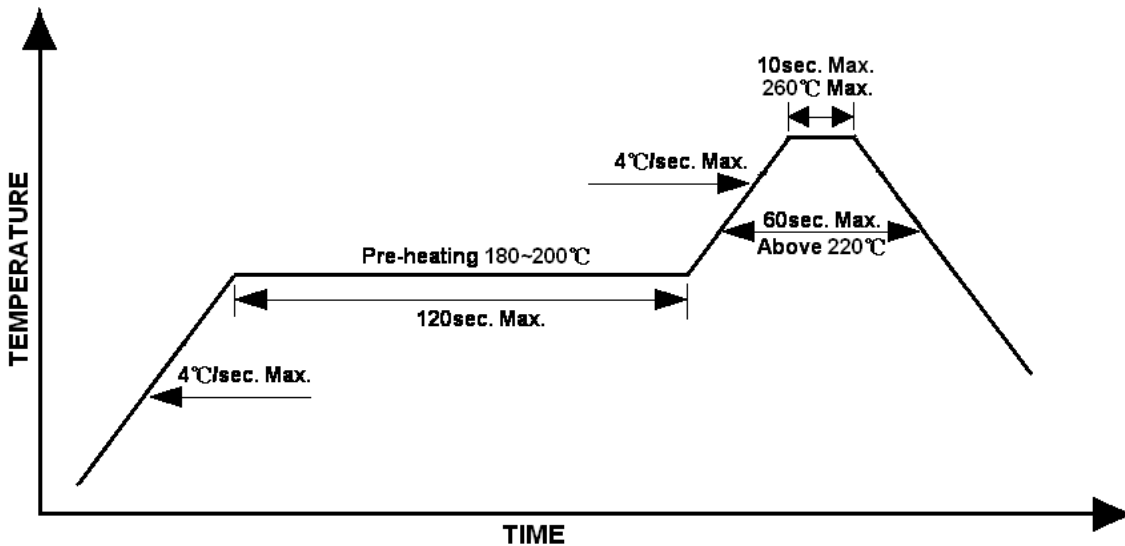 10sec. Max.
260℃ Max.
4℃/sec. Max.
60sec. Max.
Above 220℃
Pre-heating 180~200℃
120sec. Max.
4℃/sec. Max.
TEMPERATURE
TIME